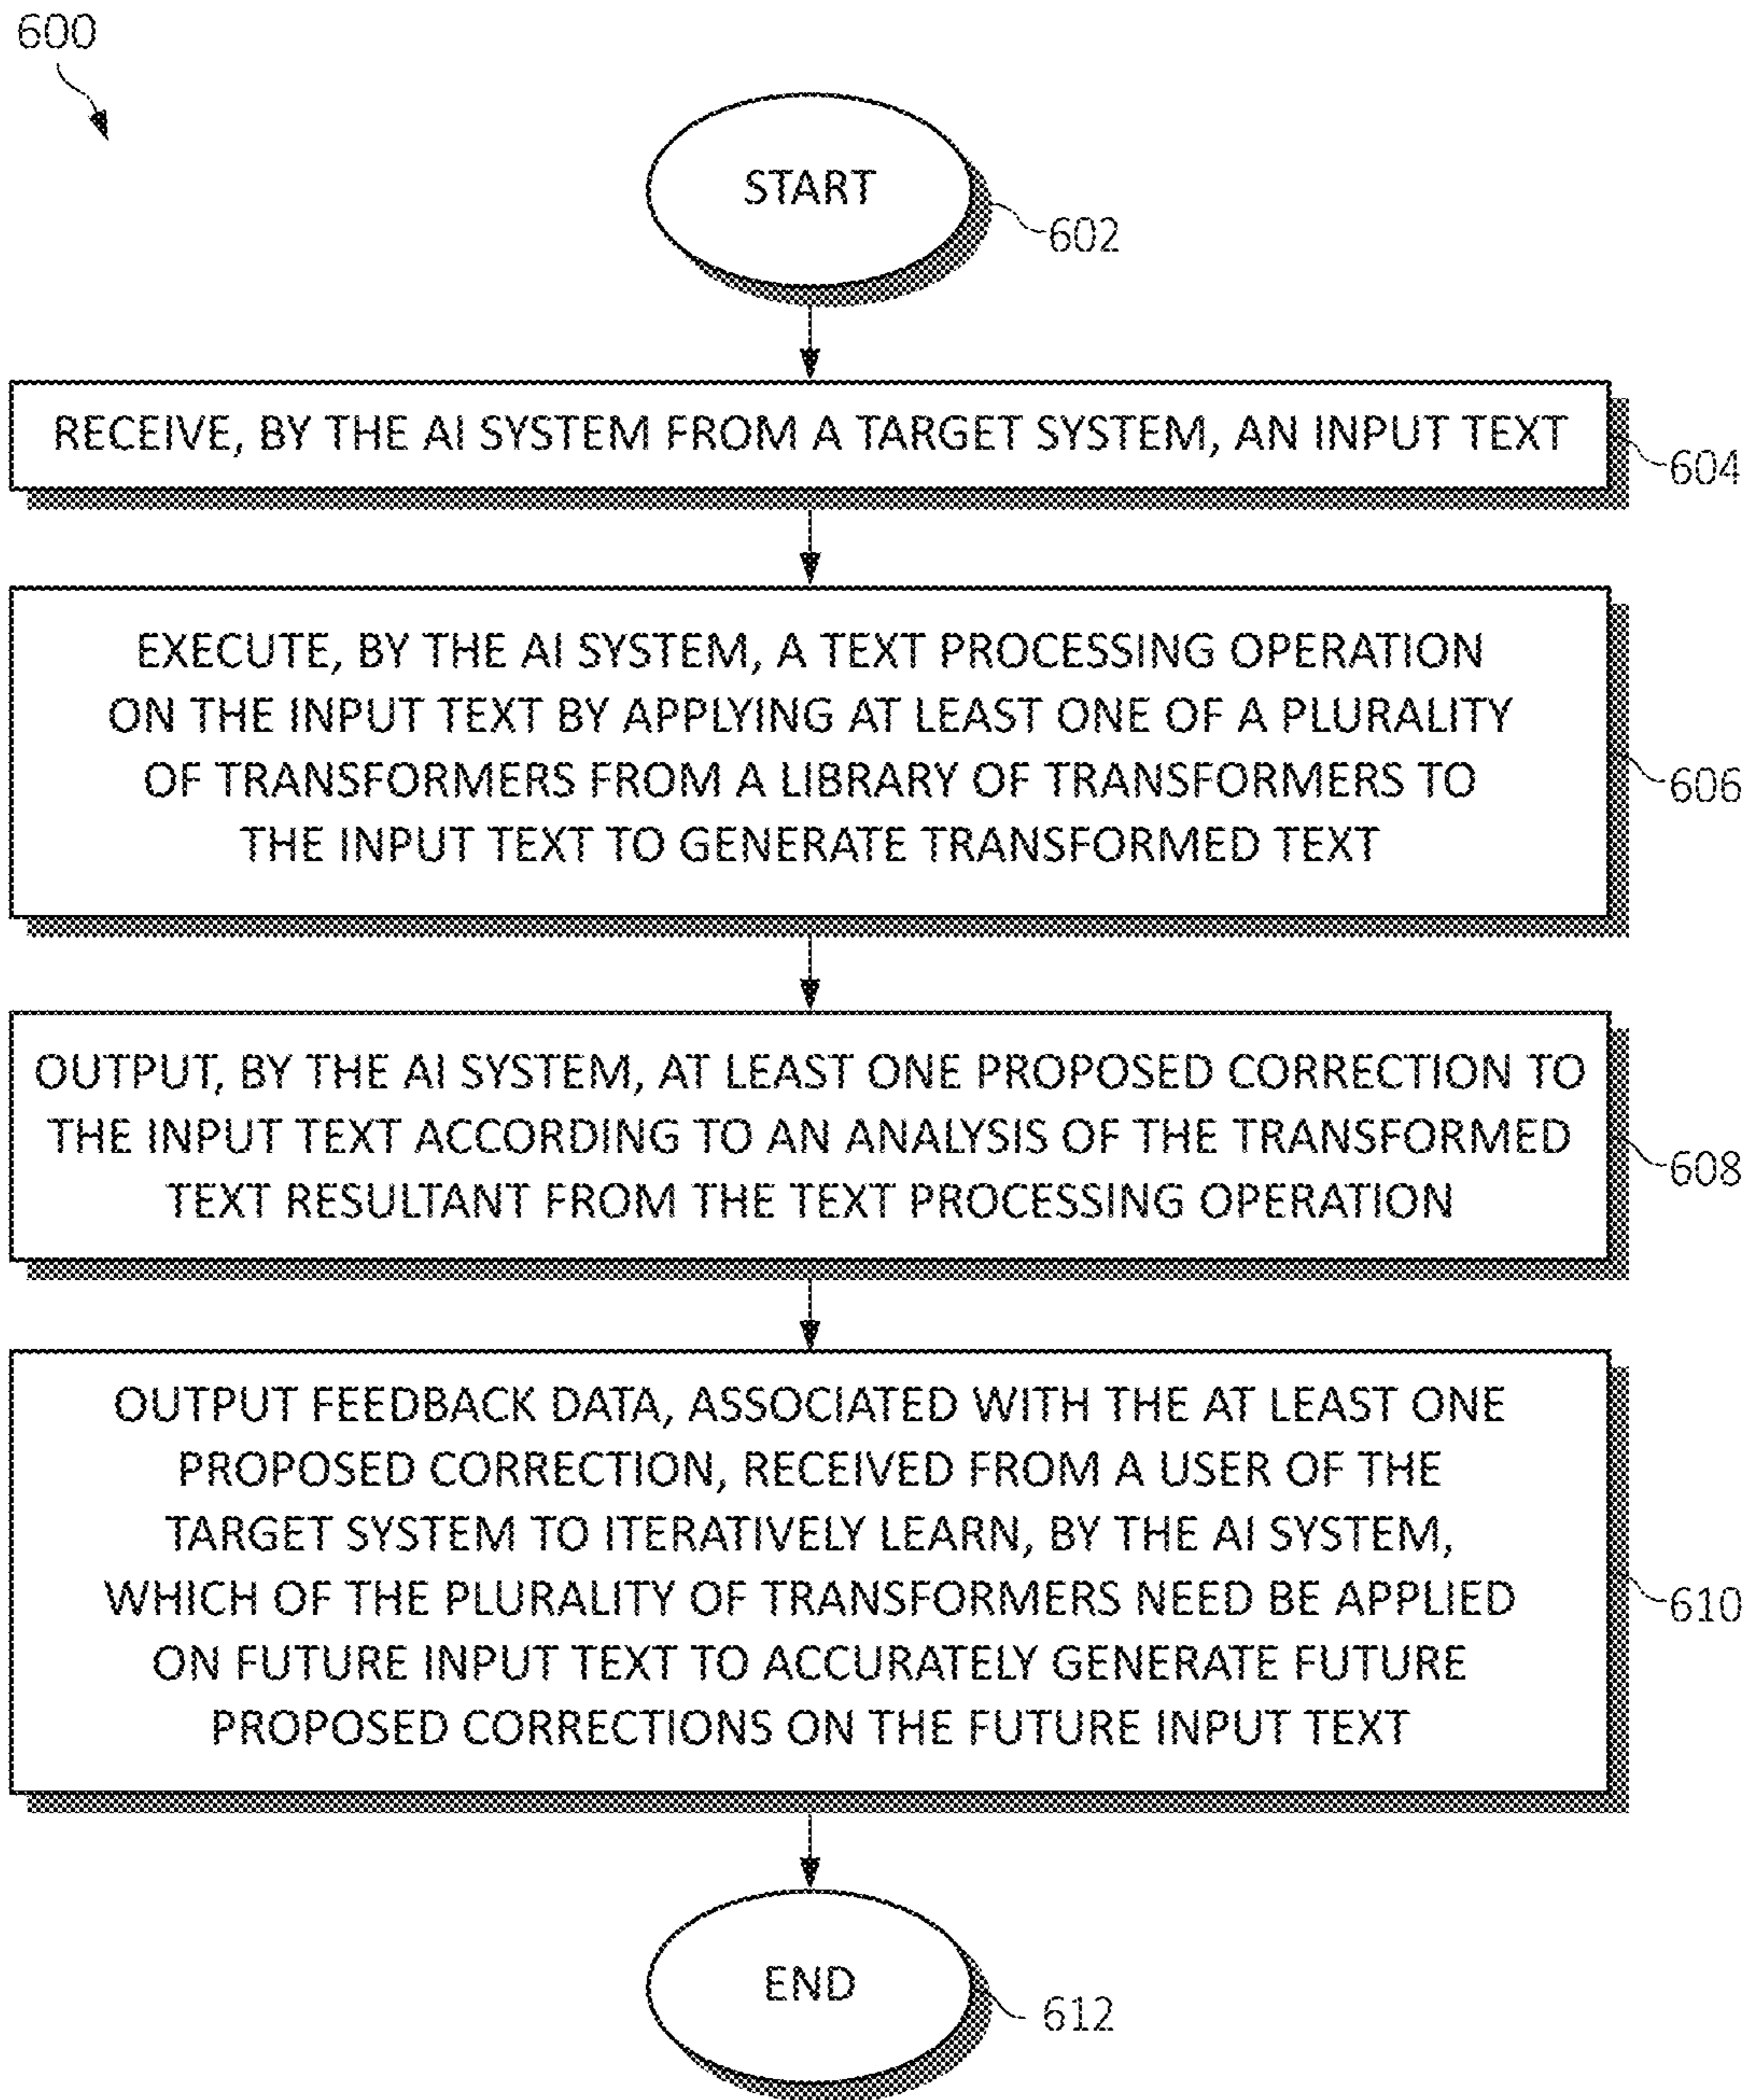 600
START
602
RECEIVE, BY THE AI SYSTEM FROM A TARGET SYSTEM, AN INPUT TEXT
604
EXECUTE, BY THE AI SYSTEM, A TEXT PROCESSING OPERATION
ON THE INPUT TEXT BY APPLYING AT LEAST ONE OF A PLURALITY
OF TRANSFORMERS FROM A LIBRARY OF TRANSFORMERS TO
THE INPUT TEXT TO GENERATE TRANSFORMED TEXT
606
OUTPUT, BY THE AI SYSTEM, AT LEAST ONE PROPOSED CORRECTION TO
THE INPUT TEXT ACCORDING TO AN ANALYSIS OF THE TRANSFORMED
TEXT RESULTANT FROM THE TEXT PROCESSING OPERATION
608
OUTPUT FEEDBACK DATA, ASSOCIATED WITH THE AT LEAST ONE
PROPOSED CORRECTION, RECEIVED FROM A USER OF THE
TARGET SYSTEM TO ITERATIVELY LEARN, BY THE AI SYSTEM,
WHICH OF THE PLURALITY OF TRANSFORMERS NEED BE APPLIED
ON FUTURE INPUT TEXT TO ACCURATELY GENERATE FUTURE
PROPOSED CORRECTIONS ON THE FUTURE INPUT TEXT
610
END
612